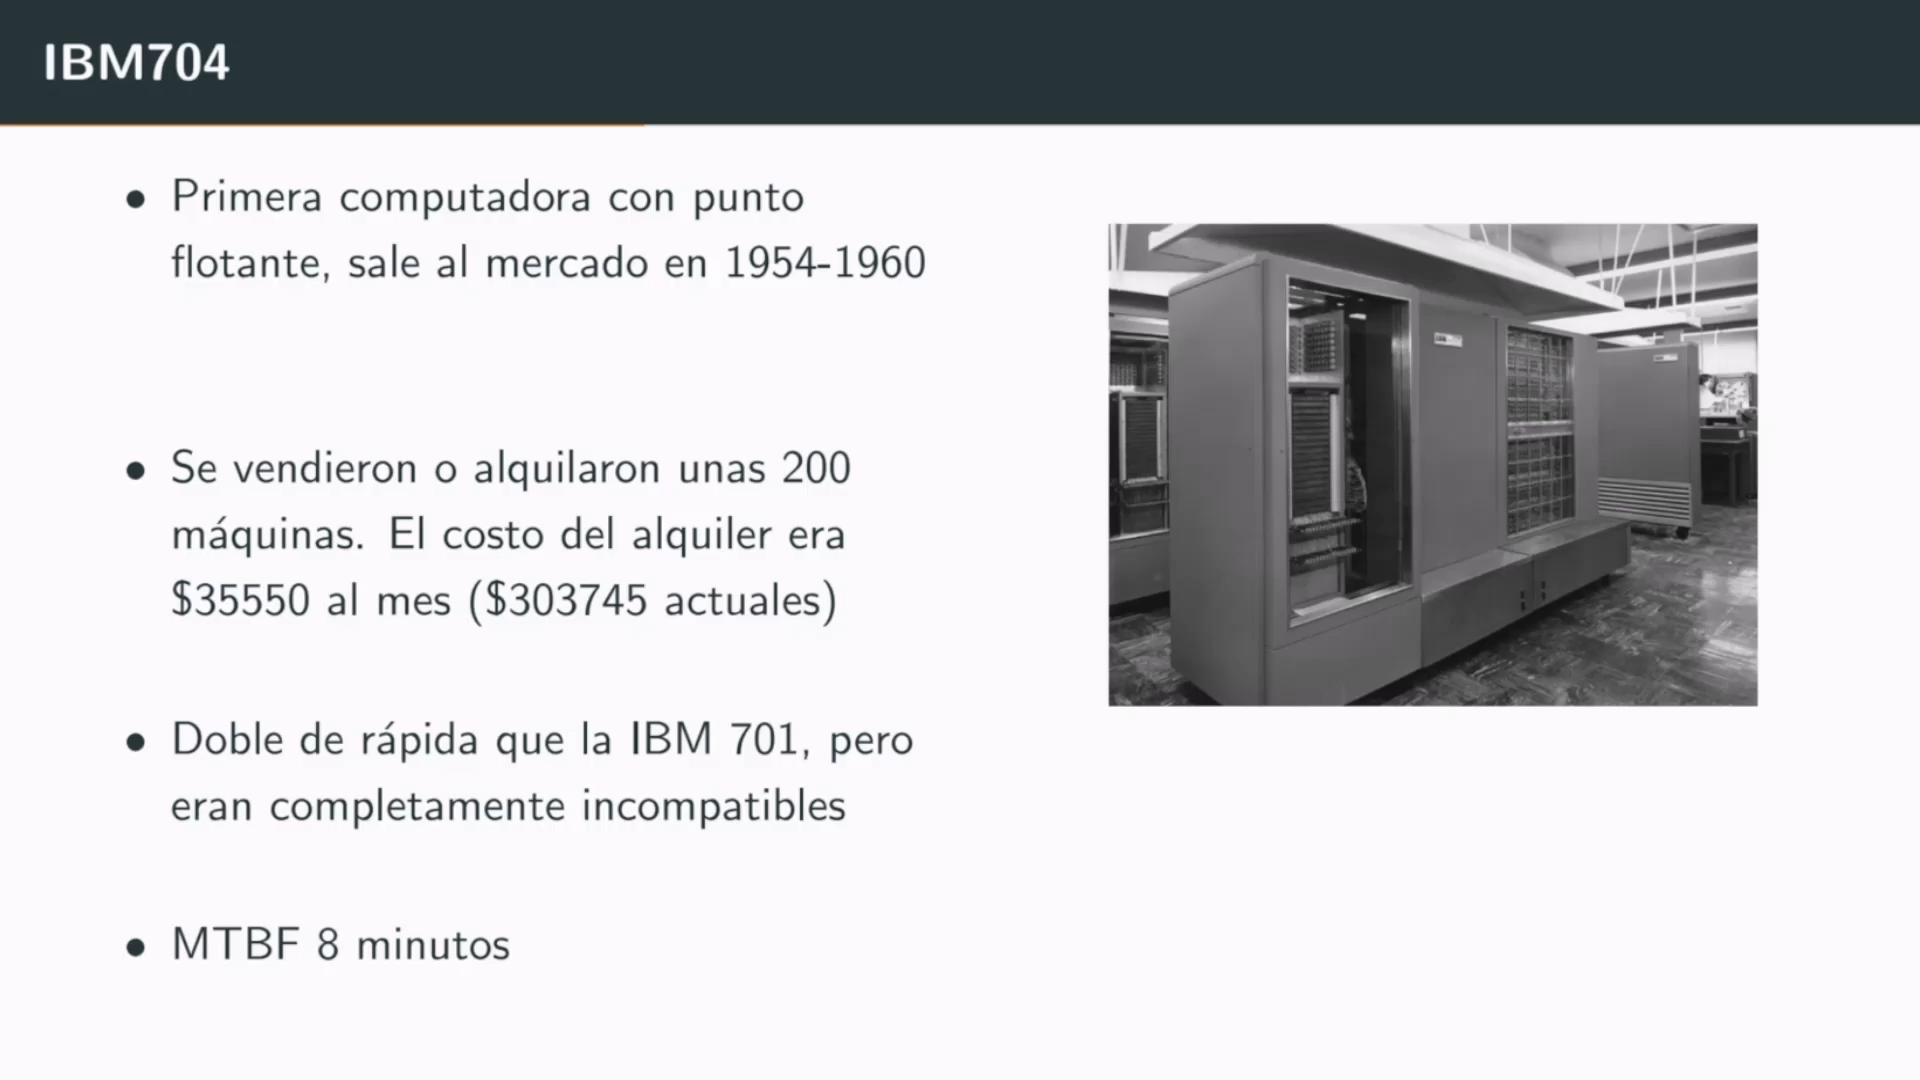 IBM704
• Primera computadora con punto
flotante, sale al mercado en 1954-1960
• Se vendieron o alquilaron unas 200
máquinas. El costo del alquiler era
$35550 al mes ($303745 actuales)
• Doble de rápida que la IBM 701, pero
eran completamente incompatibles
• MTBF 8 minutos